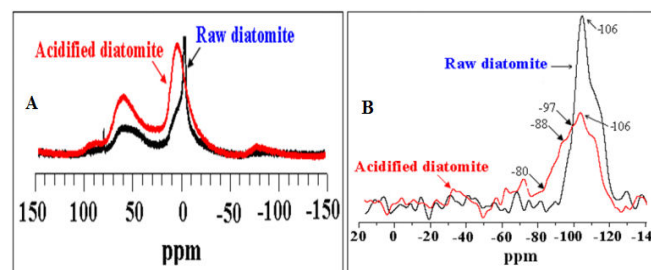 Acidified diatomite
Raw diatomite
A
150 100 50 0 -50 -100 -150
ppm
B
-106
Raw diatomite
-97
-88
-106
-80
Acidified diatomite
20 0 -20 -40 -60 -80 -100 -120 -14
ppm